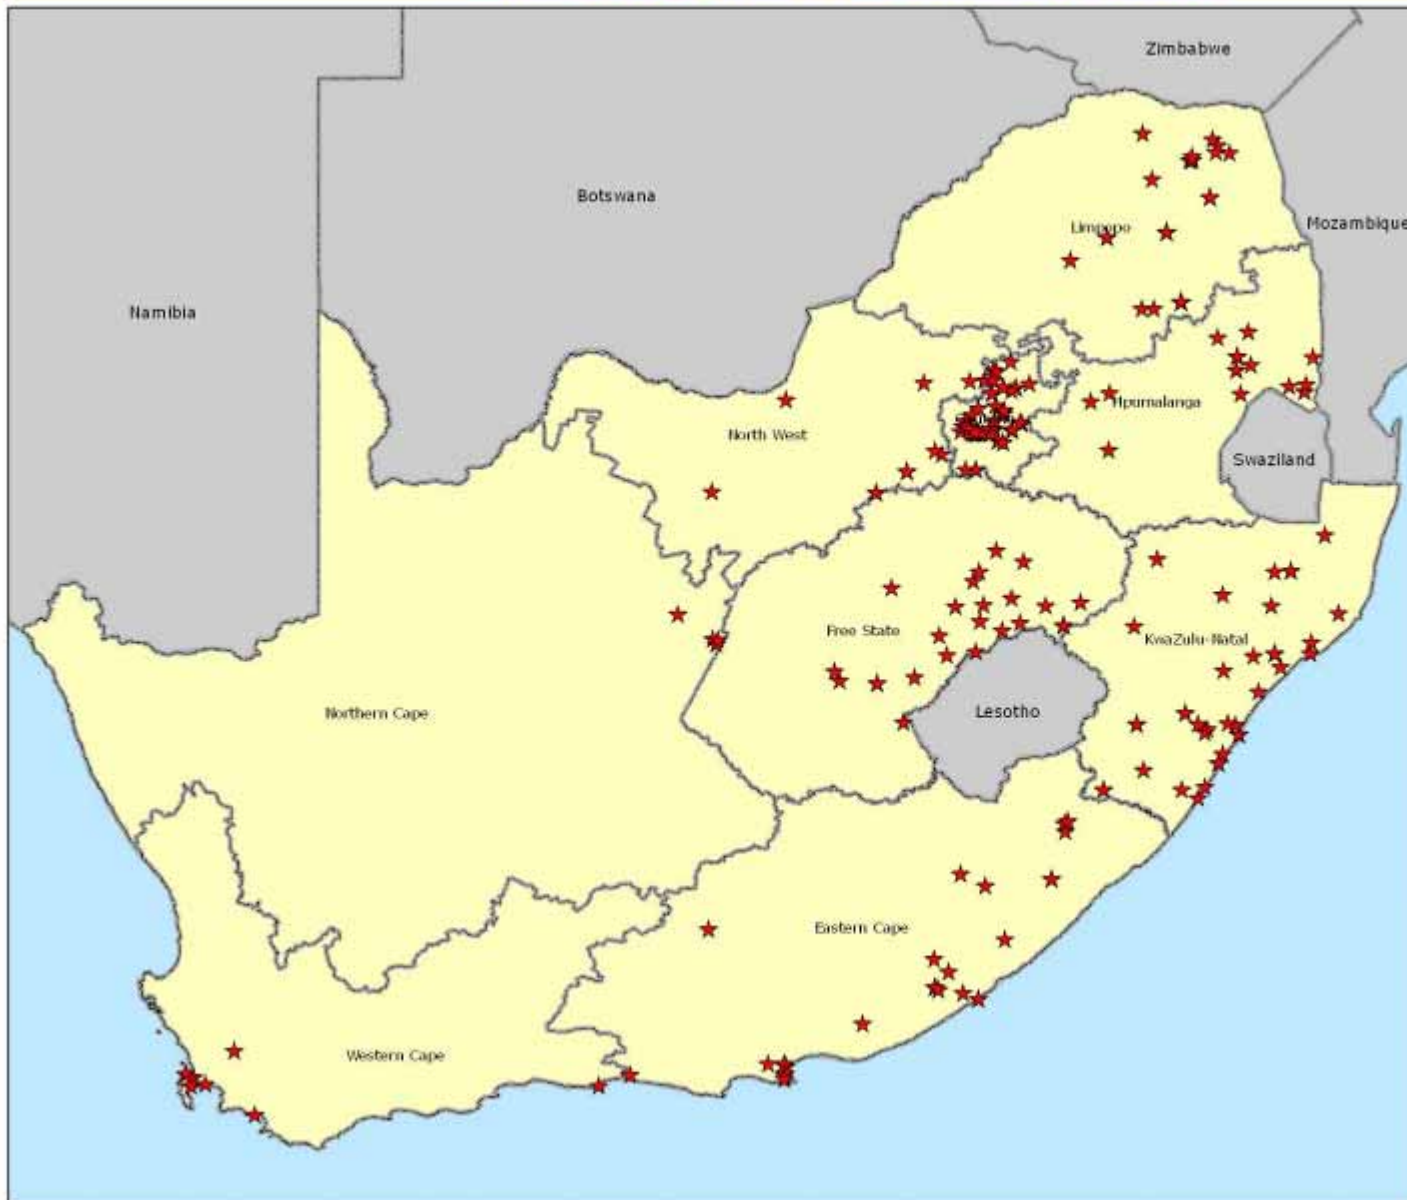 Zimbabwe
Botswana
Mozambique
Limpopo
Namibia
Mpumalanga
North West
Swaziland
Free State
KwaZulu-Natal
Northern Cape
Lesotho
Eastern Cape
Western Cape